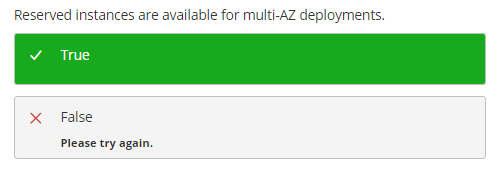 Reserved instances are available for multi-AZ deployments.
True
False
Please try again.